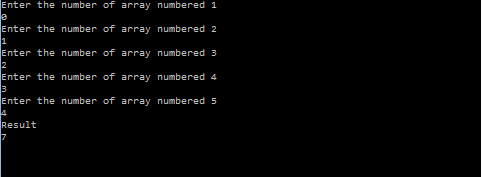 Enter the number of array numbered 1
0
Enter the number of array numbered 2
1
Enter the number of array numbered 3
2
Enter the number of array numbered 4
3
Enter the number of array numbered 5
4
Result
7